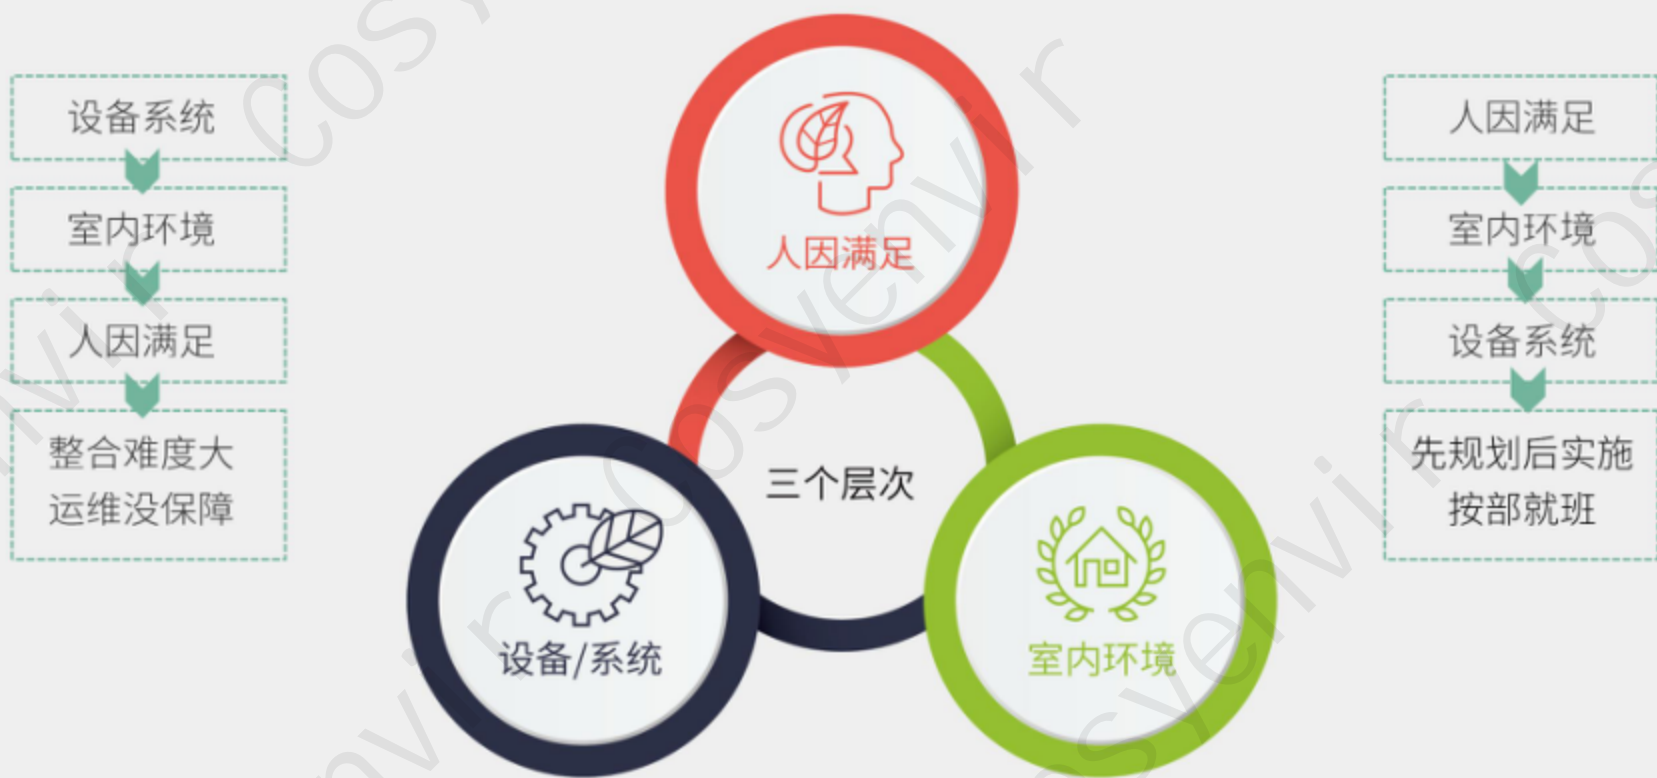 设备系统
室内环境
人因满足
整合难度大
运维没保障
人因满足
三个层次
设备/系统
室内环境
人因满足
室内环境
设备系统
先规划后实施
按部就班
cosyenvir